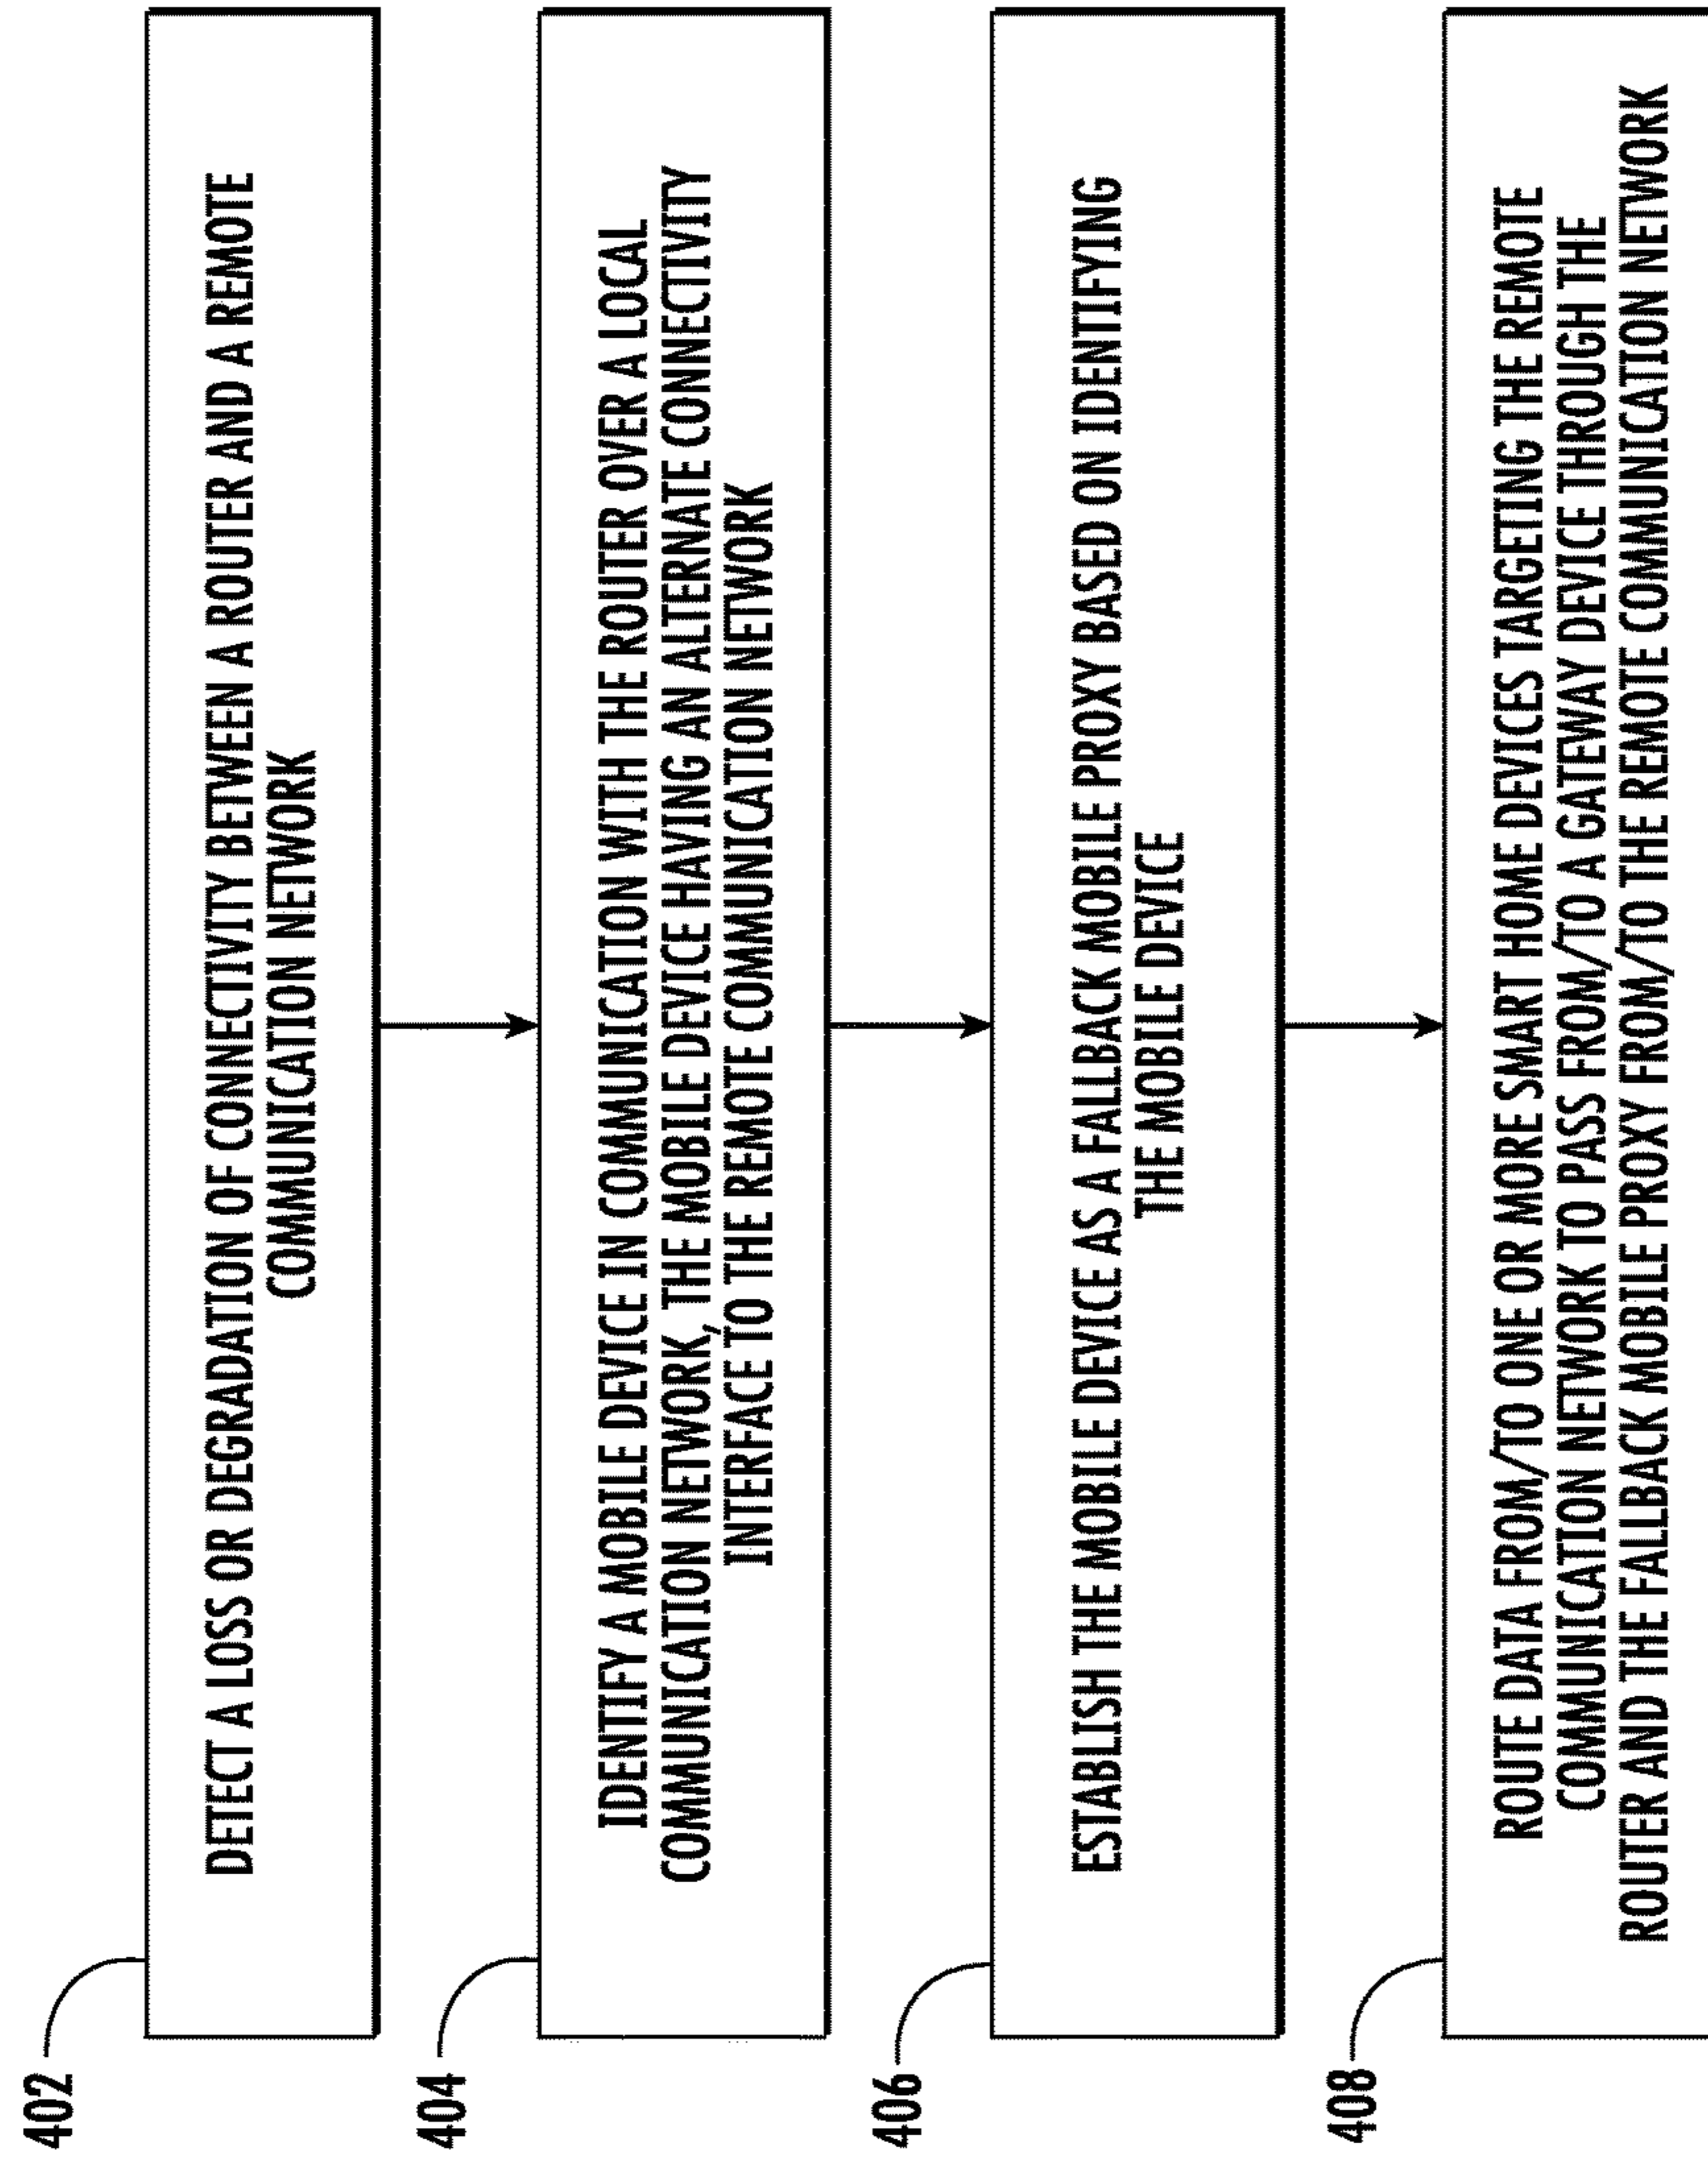 402
DETECT A LOSS OR DEGRADATION OF CONNECTIVITY BETWEEN A ROUTER AND A REMOTE
COMMUNICATION NETWORK
404
IDENTIFY A MOBILE DEVICE IN COMMUNICATION WITH THE ROUTER OVER A LOCAL
COMMUNICATION NETWORK, THE MOBILE DEVICE HAVING AN ALTERNATE CONNECTIVITY
INTERFACE TO THE REMOTE COMMUNICATION NETWORK
406
ESTABLISH THE MOBILE DEVICE AS A FALLBACK MOBILE PROXY BASED ON IDENTIFYING
THE MOBILE DEVICE
408
ROUTE DATA FROM/TO ONE OR MORE SMART HOME DEVICES TARGETING THE REMOTE
COMMUNICATION NETWORK TO PASS FROM/TO A GATEWAY DEVICE THROUGH THE
ROUTER AND THE FALLBACK MOBILE PROXY FROM/TO THE REMOTE COMMUNICATION NETWORK